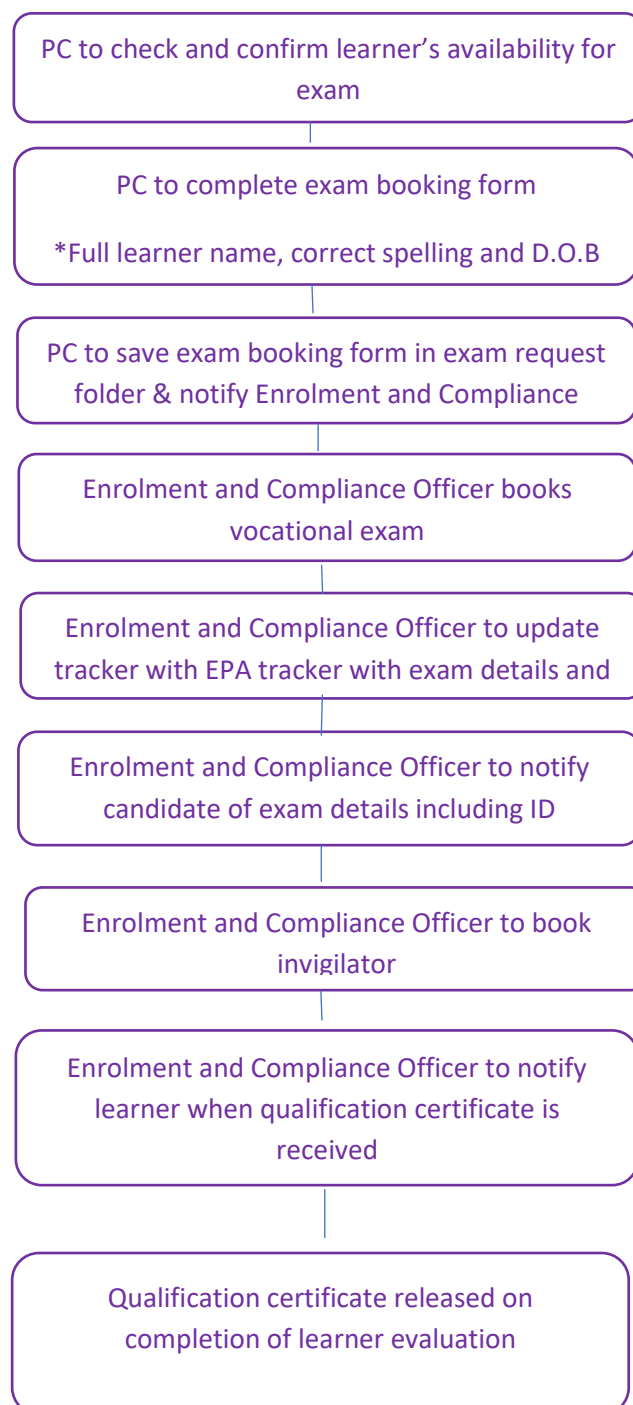 PC to check and confirm learner’s availability for
exam
PC to complete exam booking form
*Full learner name, correct spelling and D.O.B
PC to save exam booking form in exam request
folder & notify Enrolment and Compliance
Enrolment and Compliance Officer books
vocational exam
Enrolment and Compliance Officer to update
tracker with EPA tracker with exam details and
Enrolment and Compliance Officer to notify
candidate of exam details including ID
Enrolment and Compliance Officer to book
invigilator
Enrolment and Compliance Officer to notify
learner when qualification certificate is
received
Qualification certificate released on
completion of learner evaluation